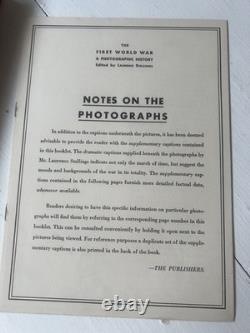 THE
FIRST WORLD WAR
A PHOTOGRAPHIC HISTORY
Edited by Laurence Stallings
NOTES ON THE
PHOTOGRAPHS
In addition to the captions underneath the pictures, it has been deemed
advisable to provide the reader with the supplementary captions contained
in this booklet. The dramatic captions supplied beneath the photographs by
Mr. Laurence Stallings indicate not only the march of time, but suggest the
moods and backgrounds of the war in its totality. The supplementary cap-
tions contained in the following pages furnish more detailed factual data,
whenever available.
Readers desiring to have this specific information on particular photo-
graphs will find them by referring to the corresponding page number in this
booklet. This can be consulted conveniently by holding it open next to the
pictures being viewed. For reference purposes a duplicate set of the supple-
mentary captions is also printed in the back of the book.
—THE PUBLISHERS.